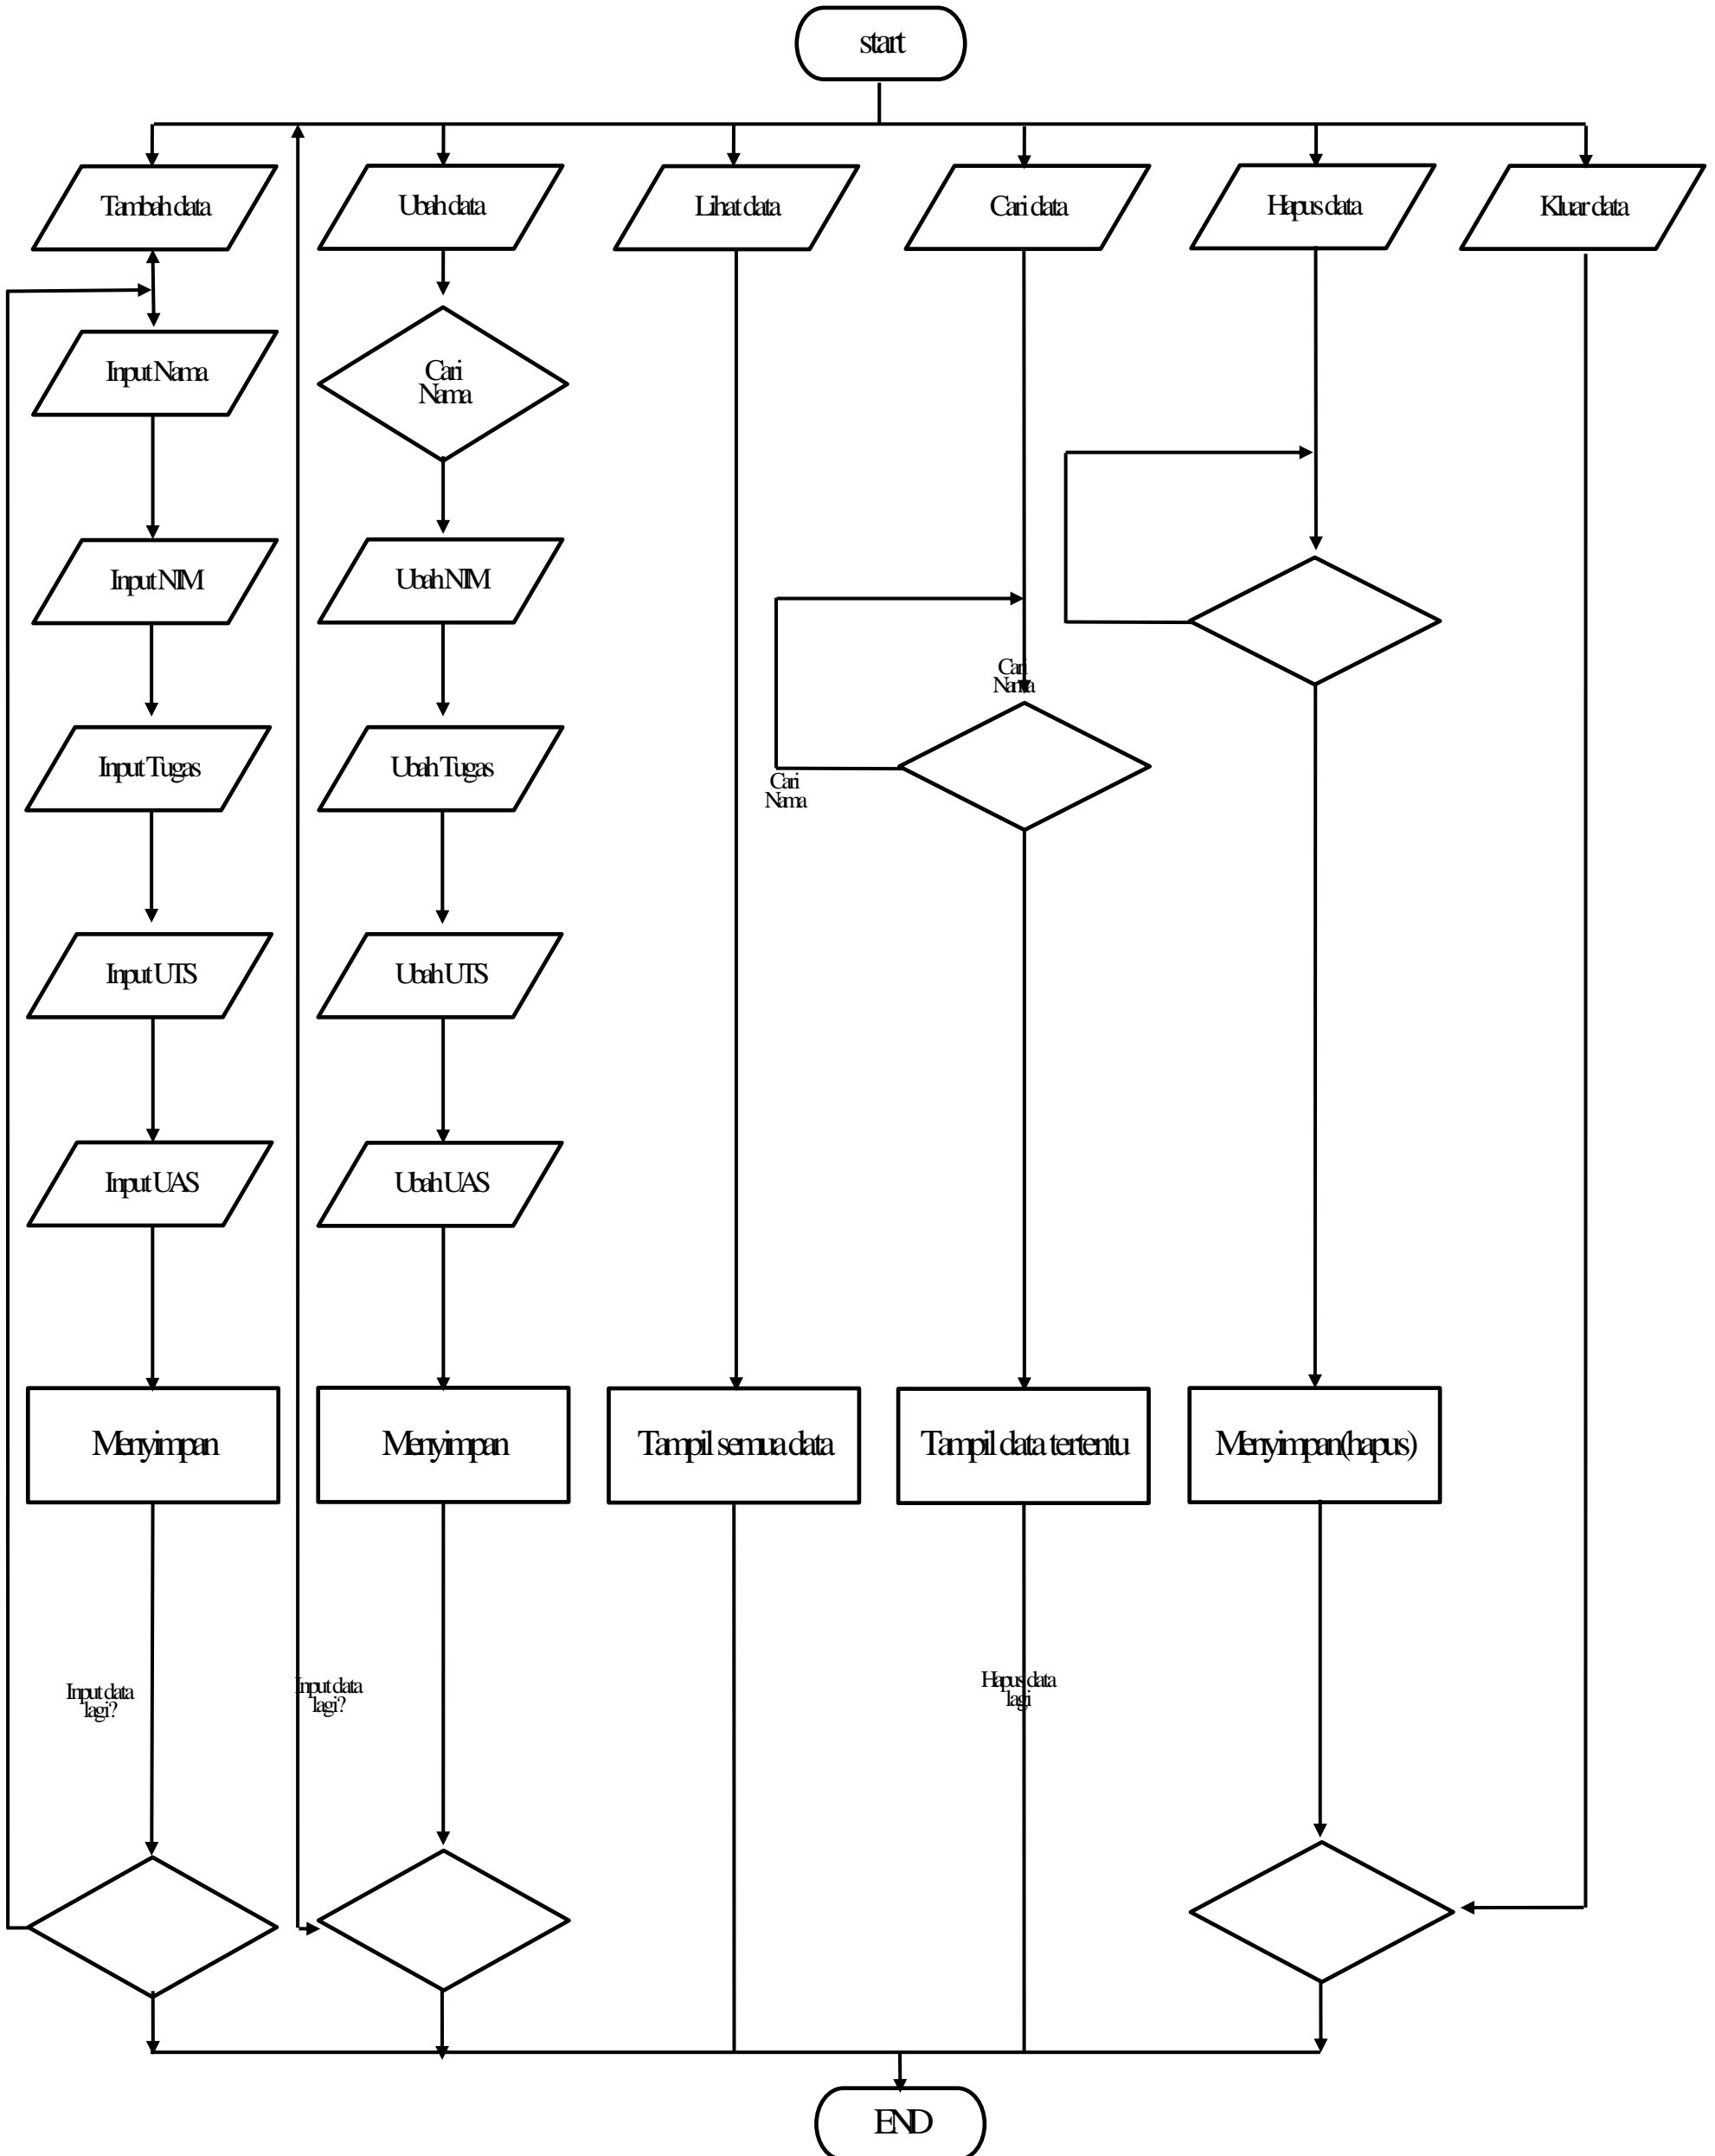 start
Tambah data
Ubah data
Lihat data
Cari data
Hapus data
Kluar data
Input Nama
Cari
Nama
Input NIM
Ubah NIM
Cari
Nama
Input Tugas
Ubah Tugas
Cari
Nama
Input UTS
Ubah UTS
Input UAS
Ubah UAS
Menyimpan
Menyimpan
Tampil semua data
Tampil data tertentu
Menyimpan(hapus)
Input data
lagi?
Input data
lagi?
Hapus data
lagi
END